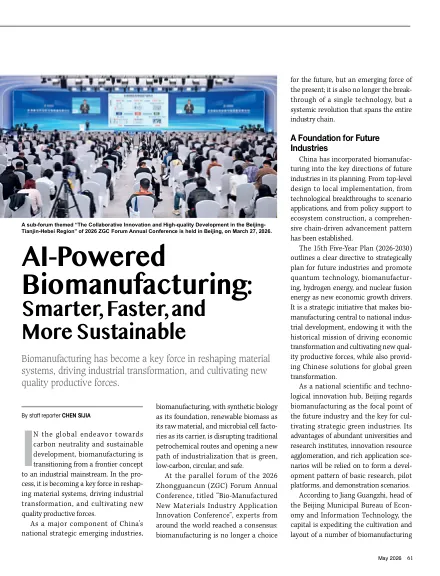 A sub-forum themed "The Collaborative Innovation and High-quality Development in the Beijing-
Tianjin-Hebei Region" of 2026 ZGC Forum Annual Conference is held in Beijing, on March 27, 2026.
AI-Powered
Biomanufacturing:
Smarter, Faster, and
More Sustainable
Biomanufacturing has become a key force in reshaping material
systems, driving industrial transformation, and cultivating new
quality productive forces.
By staff reporter CHEN SIJIA
IN the global endeavor towards
carbon neutrality and sustainable
development, biomanufacturing is
transitioning from a frontier concept
to an industrial mainstream. In the pro-
cess, it is becoming a key force in reshap-
ing material systems, driving industrial
transformation, and cultivating new
quality productive forces.
As a major component of China's
national strategic emerging industries,
biomanufacturing, with synthetic biology
as its foundation, renewable biomass as
its raw material, and microbial cell facto-
ries as its carrier, is disrupting traditional
petrochemical routes and opening a new
path of industrialization that is green,
low-carbon, circular, and safe.
At the parallel forum of the 2026
Zhongguancun (ZGC) Forum Annual
Conference, titled "Bio-Manufactured
New Materials Industry Application
Innovation Conference", experts from
around the world reached a consensus:
biomanufacturing is no longer a choice
for the future, but an emerging force of
the present; it is also no longer the break-
through of a single technology, but a
systemic revolution that spans the entire
industry chain.
A Foundation for Future
Industries
China has incorporated biomanufac-
turing into the key directions of future
industries in its planning. From top-level
design to local implementation, from
technological breakthroughs to scenario
applications, and from policy support to
ecosystem construction, a comprehen-
sive chain-driven advancement pattern
has been established.
The 15th Five-Year Plan (2026-2030)
outlines a clear directive to strategically
plan for future industries and promote
quantum technology, biomanufactur-
ing, hydrogen energy, and nuclear fusion
energy as new economic growth drivers.
It is a strategic initiative that makes bio-
manufacturing central to national indus-
trial development, endowing it with the
historical mission of driving economic
transformation and cultivating new qual-
ity productive forces, while also provid-
ing Chinese solutions for global green
transformation.
As a national scientific and techno-
logical innovation hub, Beijing regards
biomanufacturing as the focal point of
the future industry and the key for cul-
tivating strategic green industries. Its
advantages of abundant universities and
research institutes, innovation resource
agglomeration, and rich application sce-
narios will be relied on to form a devel-
opment pattern of basic research, pilot
platforms, and demonstration scenarios.
According to Jiang Guangzhi, head of
the Beijing Municipal Bureau of Econ-
omy and Information Technology, the
capital is expediting the cultivation and
layout of a number of biomanufacturing
May 2026 61